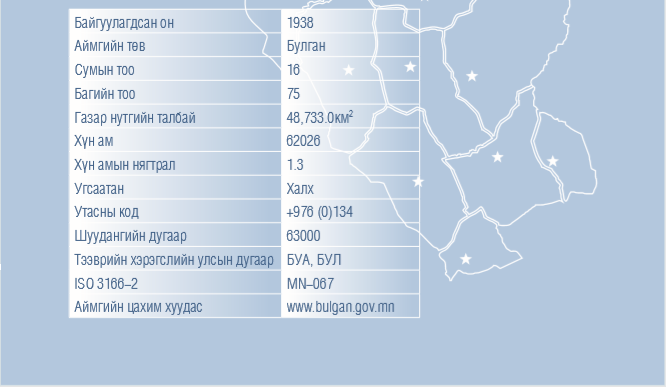 Байгуулагдсан он 1938
Аймгийн төв Булган
Сумын тоо 16
Багийн тоо 75
Газар нутгийн талбай 48,733.0км²
Хүн ам 62026
Хүн амын нягтрал 1.3
Угсаатан Халх
Утасны код +976 (0)134
Шуудангийн дугаар 63000
Тээврийн хэрэгслийн улсын дугаар БУА, БУЛ
ISO 3166–2 MN–067
Аймгийн цахим хуудас www.bulgan.gov.mn